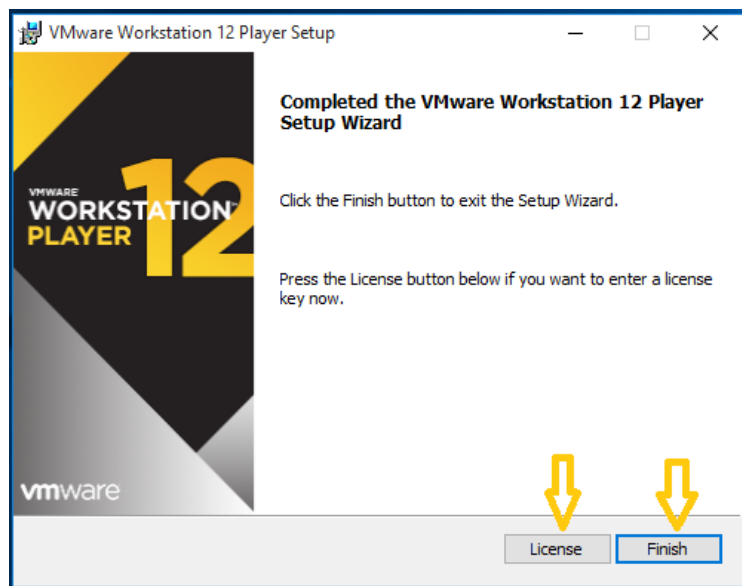 VMware Workstation 12 Player Setup
Completed the VMware Workstation 12 Player
Setup Wizard
VMWARE
WORKSTATION™
PLAYER
12
Click the Finish button to exit the Setup Wizard.
Press the License button below if you want to enter a license
key now.
vmware
License
Finish